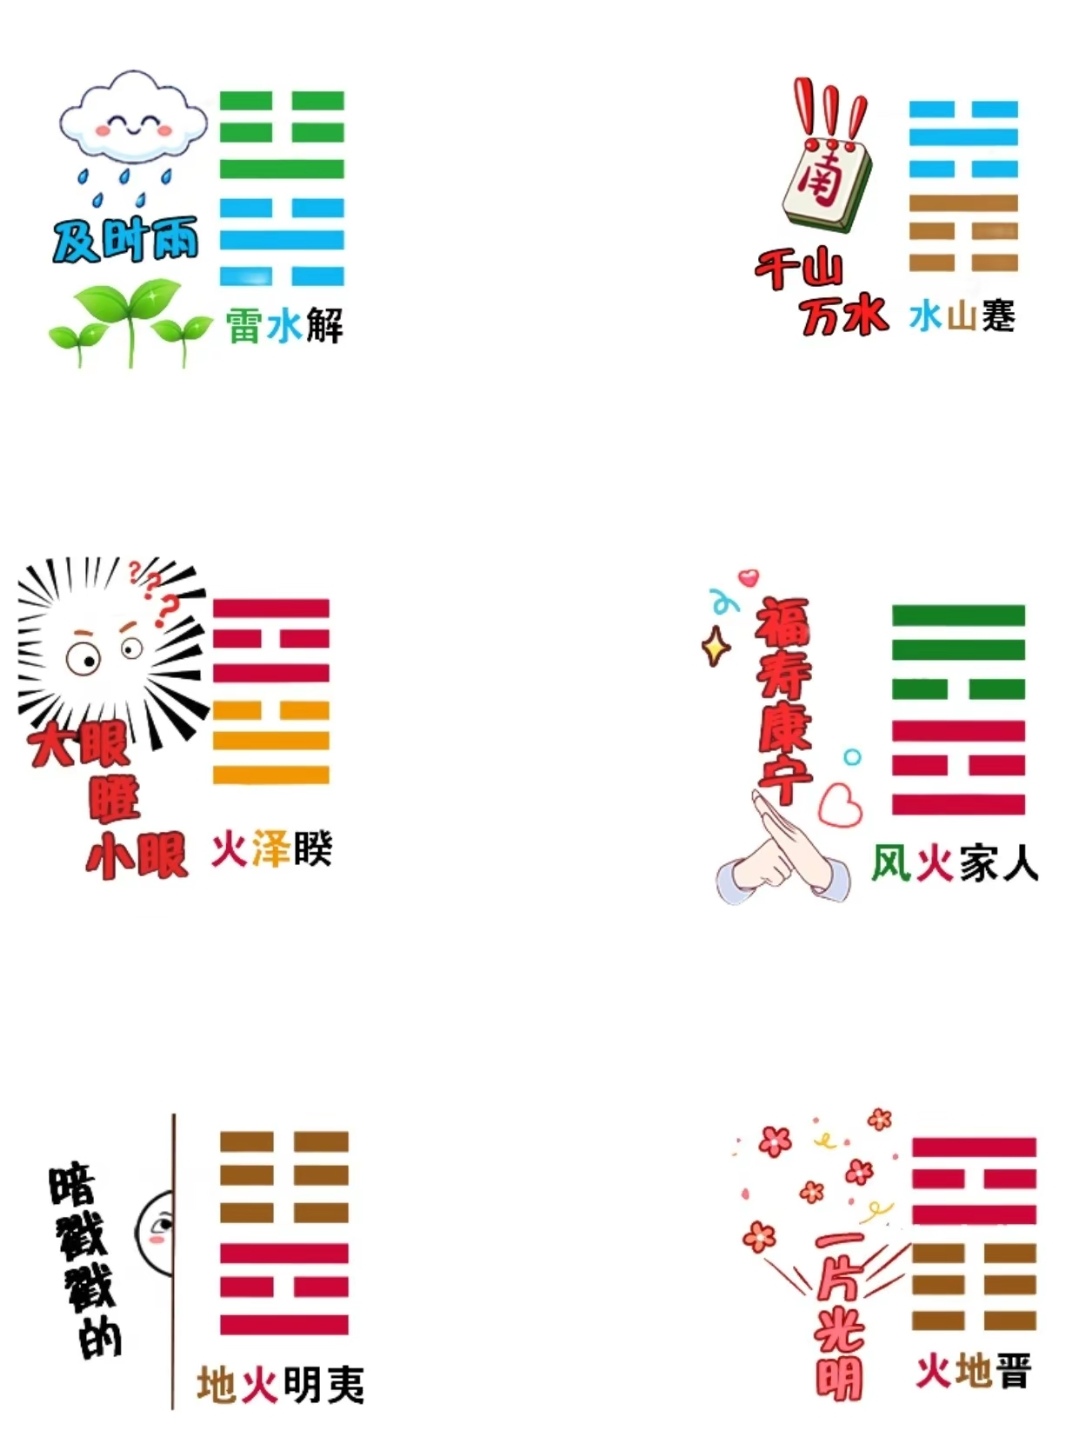 及时雨
雷水解
南
千山
万水
水山蹇
???
大眼
瞪
小眼
火泽睽
福寿康宁
风火家人
暗戳戳的
地火明夷
一片光明
火地晋